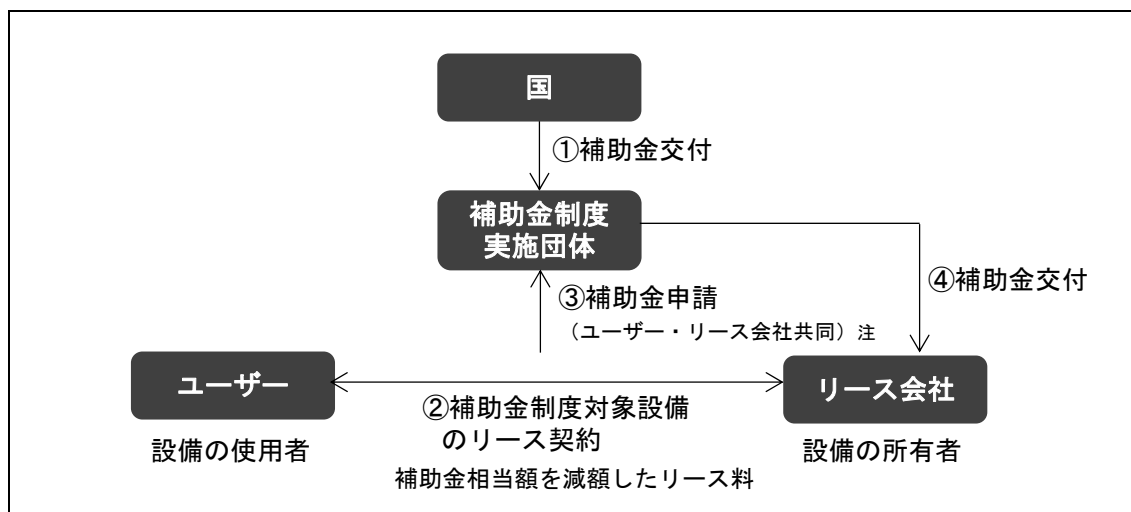 国
①補助金交付
補助金制度
実施団体
④補助金交付
③補助金申請
（ユーザー・リース会社共同）注
ユーザー
リース会社
②補助金制度対象設備
のリース契約
設備の使用者
設備の所有者
補助金相当額を減額したリース料